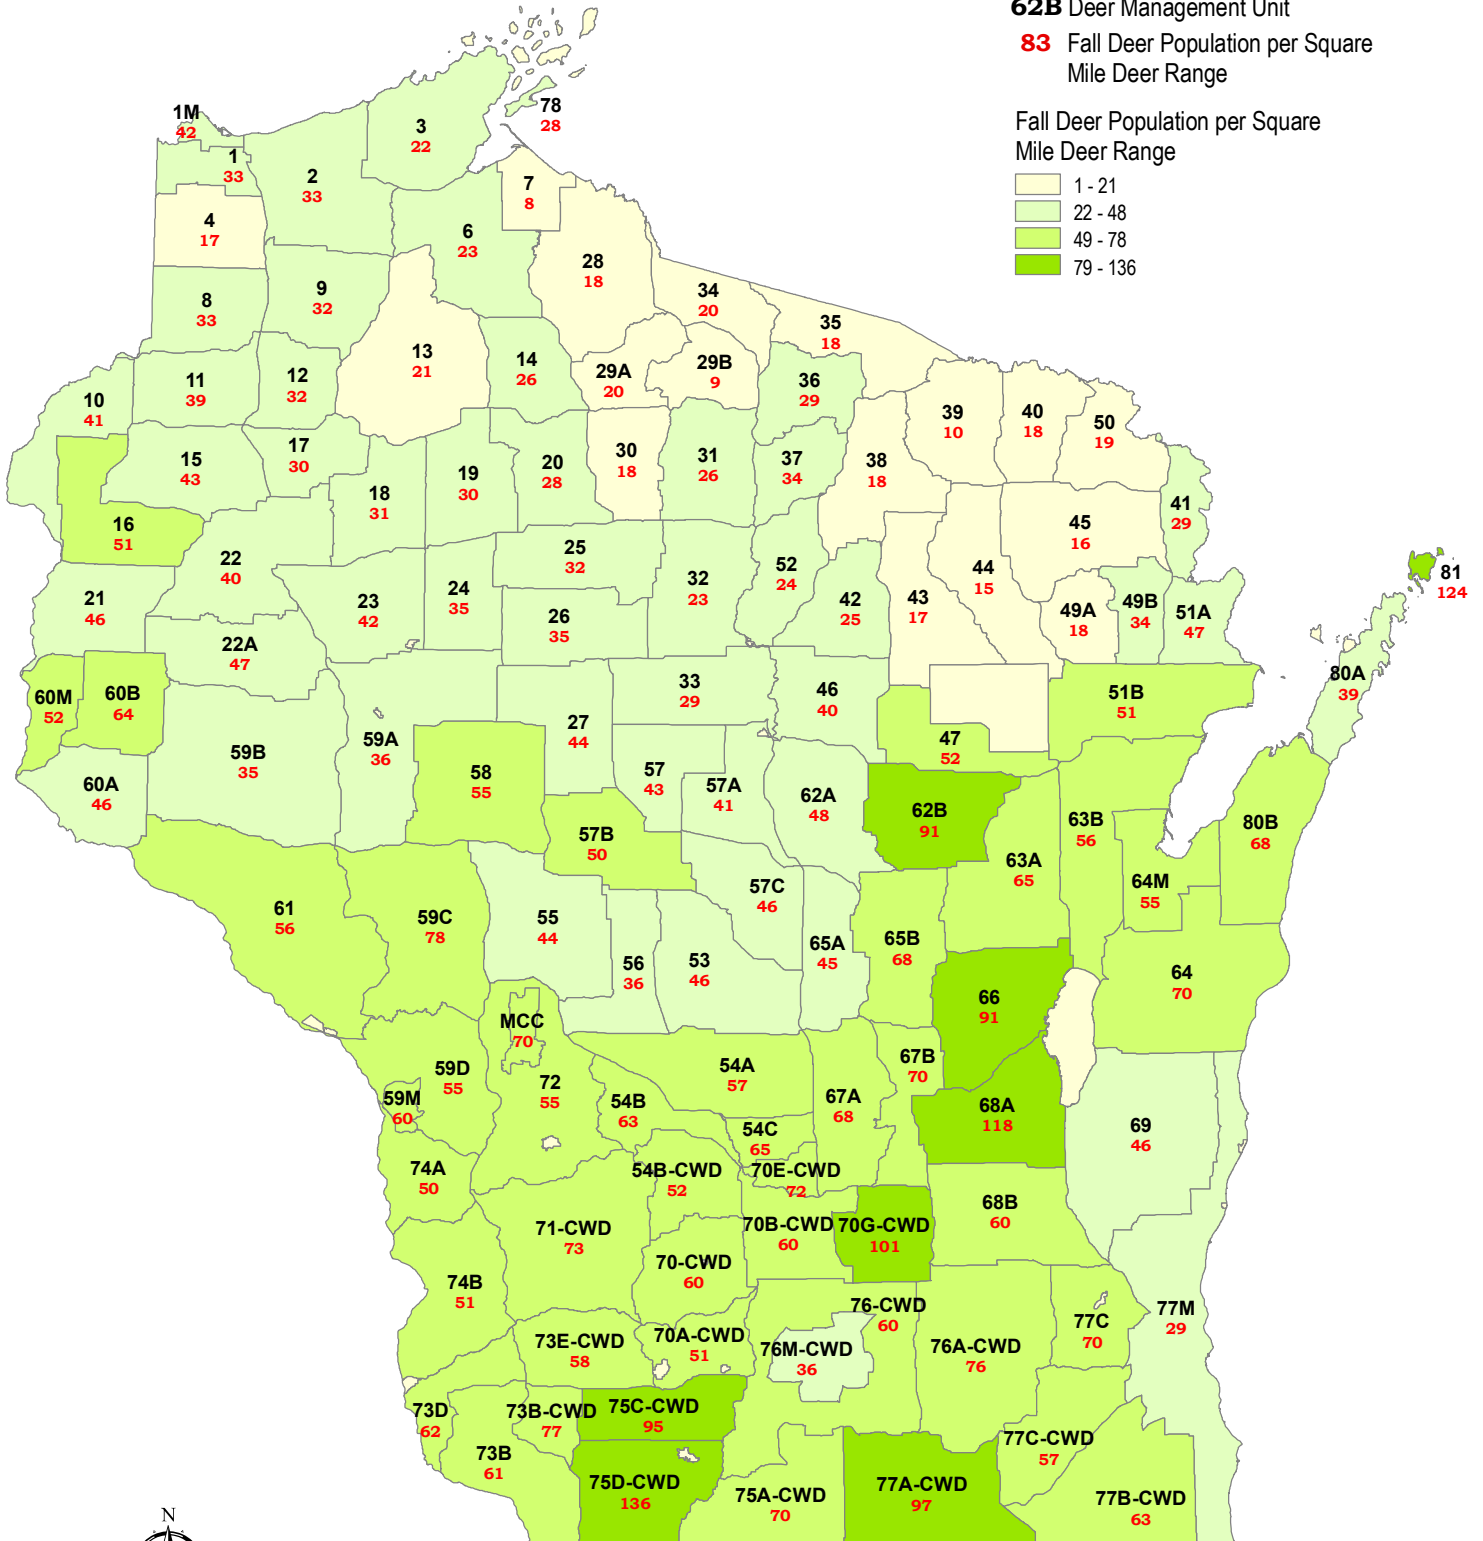 62B Deer Management Unit
83 Fall Deer Population per Square
Mile Deer Range
Fall Deer Population per Square
Mile Deer Range
1 - 21
22 - 48
49 - 78
79 - 136
78
28
1M
42
3
22
1
33
2
33
7
8
4
17
6
23
28
18
9
32
8
33
34
20
35
18
13
21
14
26
29A
20
29B
9
36
29
11
39
12
32
10
41
39
10
40
18
50
19
15
43
17
30
19
30
20
28
30
18
31
26
37
34
38
18
18
31
41
29
16
51
45
16
22
40
25
32
52
24
44
15
81
124
21
46
23
42
24
35
32
23
42
25
43
17
49A
18
49B
34
51A
47
26
35
22A
47
80A
39
60M
52
60B
64
33
29
46
40
51B
51
27
44
59A
36
59B
35
47
52
60A
46
58
55
57
43
57A
41
62A
48
62B
91
63B
56
80B
68
57B
50
63A
65
64M
55
57C
46
61
56
59C
78
55
44
65A
45
65B
68
56
36
53
46
64
70
66
91
MCC
70
59D
55
72
55
54A
57
67B
70
59M
60
54B
63
67A
68
68A
118
54C
65
69
46
74A
50
54B-CWD
52
70E-CWD
72
68B
60
71-CWD
73
70B-CWD
60
70G-CWD
101
70-CWD
60
74B
51
76-CWD
60
77M
29
77C
70
73E-CWD
58
70A-CWD
51
76M-CWD
36
76A-CWD
76
73D
62
73B-CWD
77
75C-CWD
95
77C-CWD
57
73B
61
75D-CWD
136
75A-CWD
70
77A-CWD
97
77B-CWD
63
N